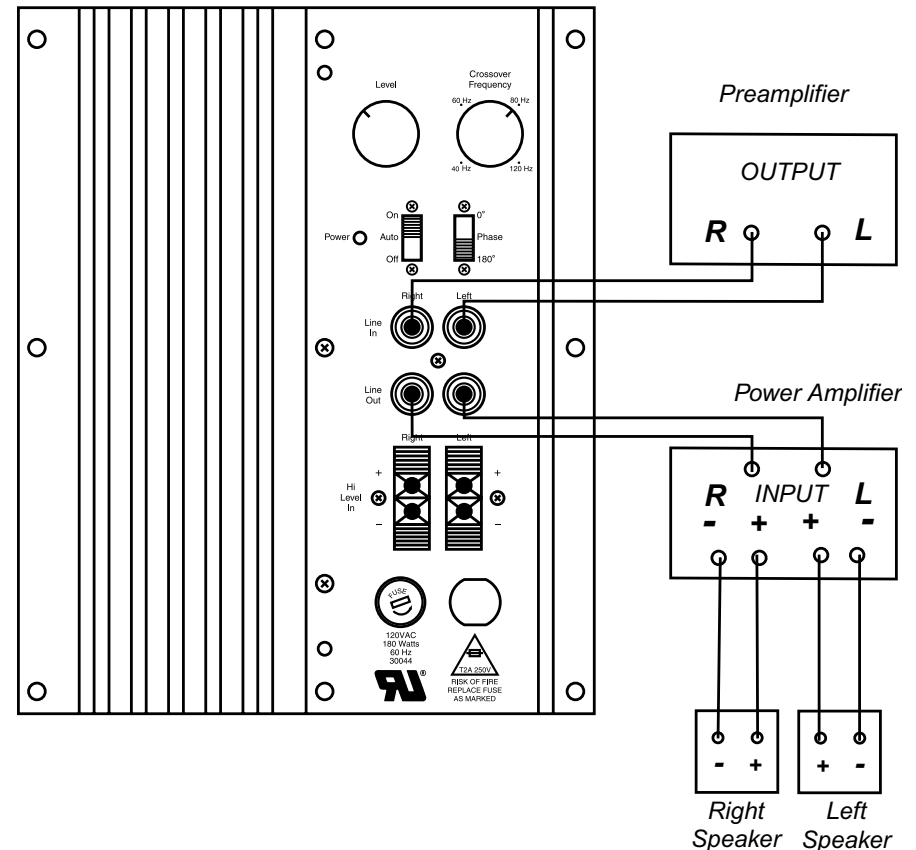 Level
Crossover
Frequency
60 Hz
80 Hz
40 Hz
120 Hz
On
Auto
Off
Power
0°
Phase
180°
Right
Left
Line
In
Line
Out
Right
Left
+
+
Hi
Level
In
–
–
FUSE
120VAC
180 Watts
60 Hz
30044
T2A 250V
RISK OF FIRE
REPLACE FUSE
AS MARKED
®
Preamplifier
OUTPUT
R
L
Power Amplifier
R INPUT L
- + + -
- +
+ -
Right
Speaker
Left
Speaker